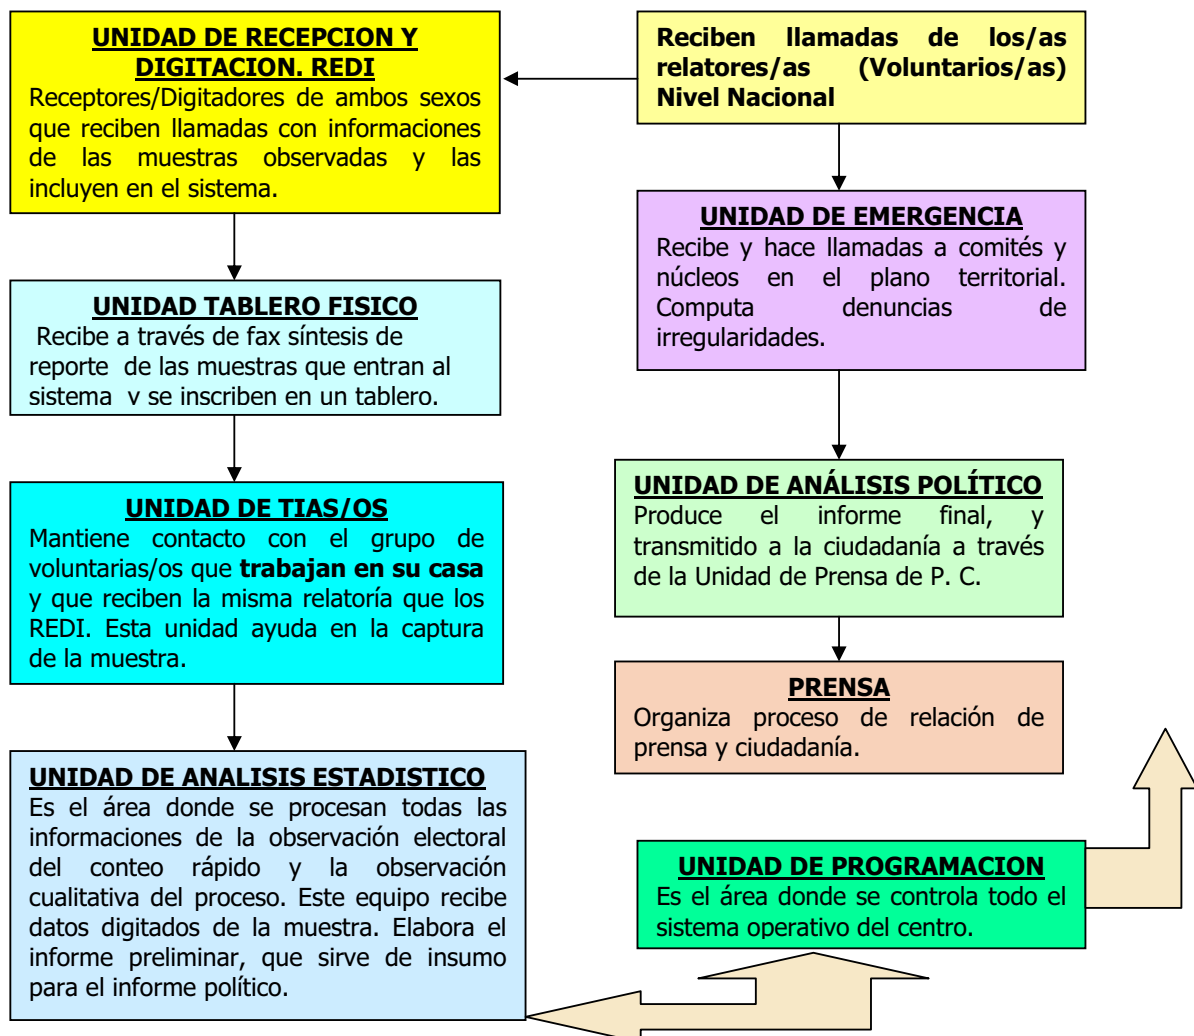 UNIDAD DE RECEPCION Y
DIGITACION. REDI
Receptores/Digitadores de ambos sexos
que reciben llamadas con informaciones
de las muestras observadas y las
incluyen en el sistema.
Reciben llamadas de los/as
relatores/as (Voluntarios/as)
Nivel Nacional
UNIDAD DE EMERGENCIA
Recibe y hace llamadas a comités y
núcleos en el plano territorial.
Computa denuncias de
irregularidades.
UNIDAD TABLERO FISICO
Recibe a través de fax síntesis de
reporte de las muestras que entran al
sistema y se inscriben en un tablero.
UNIDAD DE ANÁLISIS POLÍTICO
Produce el informe final, y
transmitido a la ciudadanía a través
de la Unidad de Prensa de P. C.
UNIDAD DE TIAS/OS
Mantiene contacto con el grupo de
voluntarias/os que trabajan en su casa
y que reciben la misma relatoría que los
REDI. Esta unidad ayuda en la captura
de la muestra.
PRENSA
Organiza proceso de relación de
prensa y ciudadanía.
UNIDAD DE ANALISIS ESTADISTICO
Es el área donde se procesan todas las
informaciones de la observación electoral
del conteo rápido y la observación
cualitativa del proceso. Este equipo recibe
datos digitados de la muestra. Elabora el
informe preliminar, que sirve de insumo
para el informe político.
UNIDAD DE PROGRAMACION
Es el área donde se controla todo el
sistema operativo del centro.